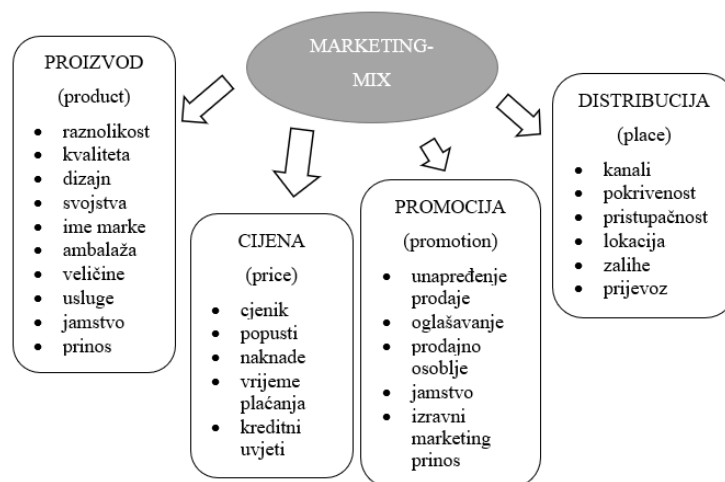 MARKETING-
MIX
PROIZVOD
(product)
• raznolikost
• kvaliteta
• dizajn
• svojstva
• ime marke
• ambalaža
• veličine
• usluge
• jamstvo
• prinos
CIJENA
(price)
• cjenik
• popusti
• naknade
• vrijeme
plaćanja
• kreditni
uvjeti
PROMOCIJA
(promotion)
• unapređenje
prodaje
• oglašavanje
• prodajno
osoblje
• jamstvo
• izravni
marketing
prinos
DISTRIBUCIJA
(place)
• kanali
• pokrivenost
• pristupačnost
• lokacija
• zalihe
• prijevoz